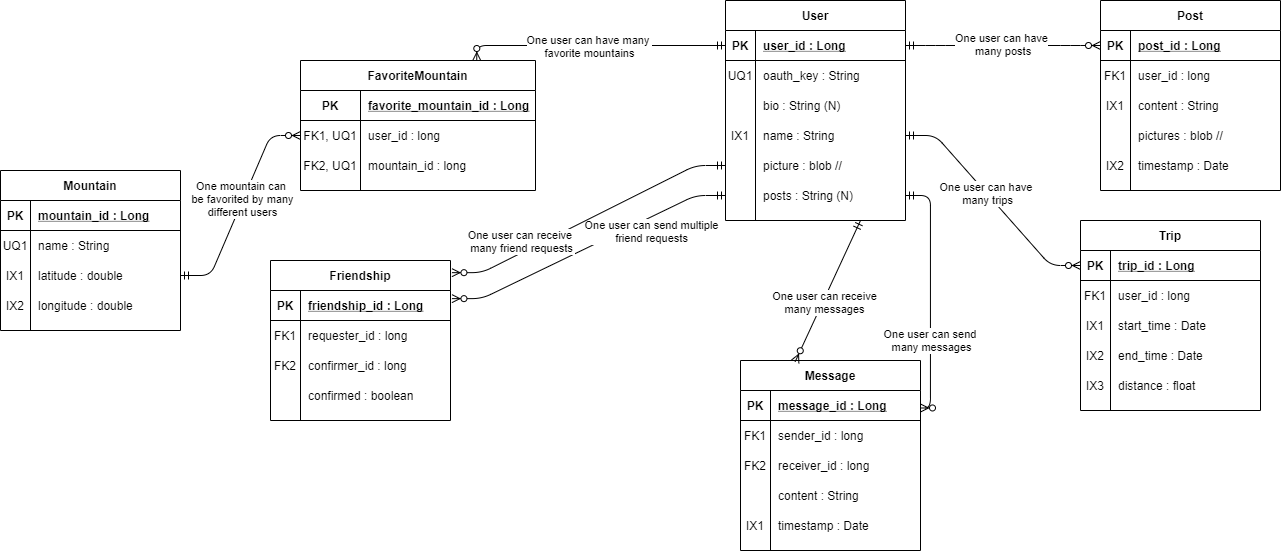 User
PK user_id : Long
UQ1 oauth_key : String
bio : String (N)
IX1 name : String
picture : blob //
posts : String (N)
Post
PK post_id : Long
FK1 user_id : long
IX1 content : String
pictures : blob //
IX2 timestamp : Date
One user can have many
favorite mountains
One user can have
many posts
FavoriteMountain
PK favorite_mountain_id : Long
FK1, UQ1 user_id : long
FK2, UQ1 mountain_id : long
Mountain
PK mountain_id : Long
UQ1 name : String
IX1 latitude : double
IX2 longitude : double
One mountain can
be favorited by many
different users
One user can have
many trips
One user can receive
many friend requests
One user can send multiple
friend requests
Trip
PK trip_id : Long
FK1 user_id : long
IX1 start_time : Date
IX2 end_time : Date
IX3 distance : float
Friendship
PK friendship_id : Long
FK1 requester_id : long
FK2 confirmer_id : long
confirmed : boolean
One user can receive
many messages
One user can send
many messages
Message
PK message_id : Long
FK1 sender_id : long
FK2 receiver_id : long
content : String
IX1 timestamp : Date